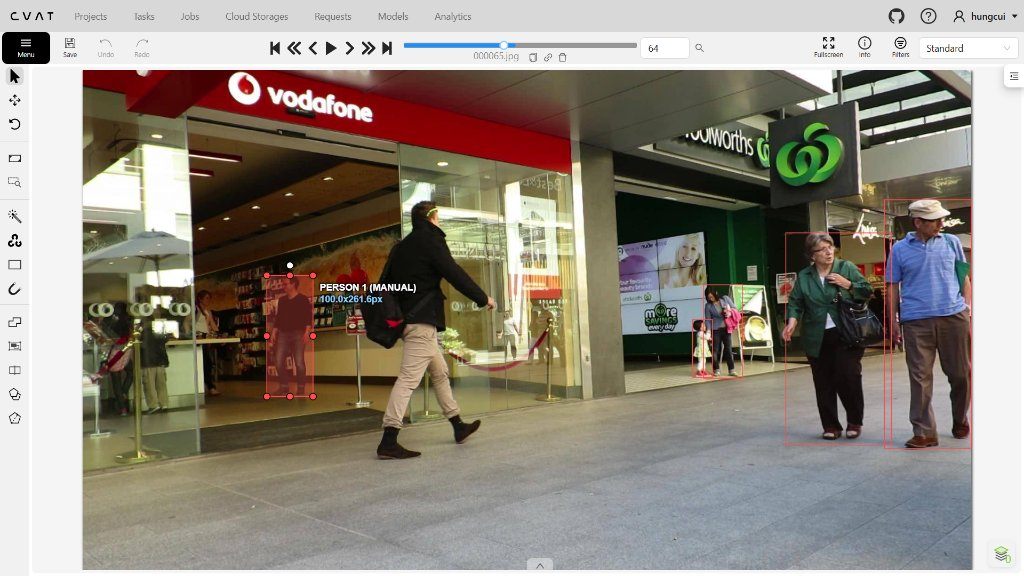 CVAT
Projects
Tasks
Jobs
Cloud Storages
Requests
Models
Analytics
hungcui
Menu
Save
Undo
Redo
000065.jpg
64
Fullscreen
Info
Filters
Standard
vodafone
oolworths
PERSON 1 (MANUAL)
100.0x261.6px
more
SAVINGS
every day
0